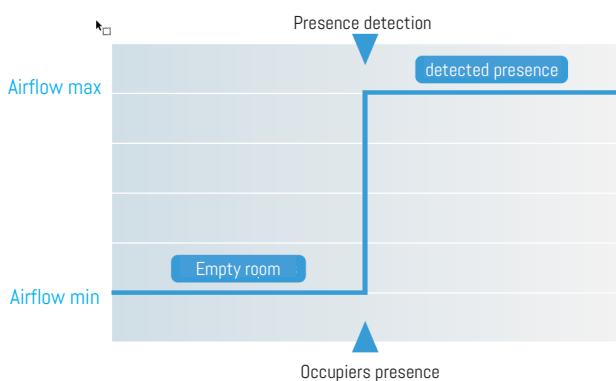 Presence detection
detected presence
Airflow max
Empty room
Airflow min
Occupiers presence